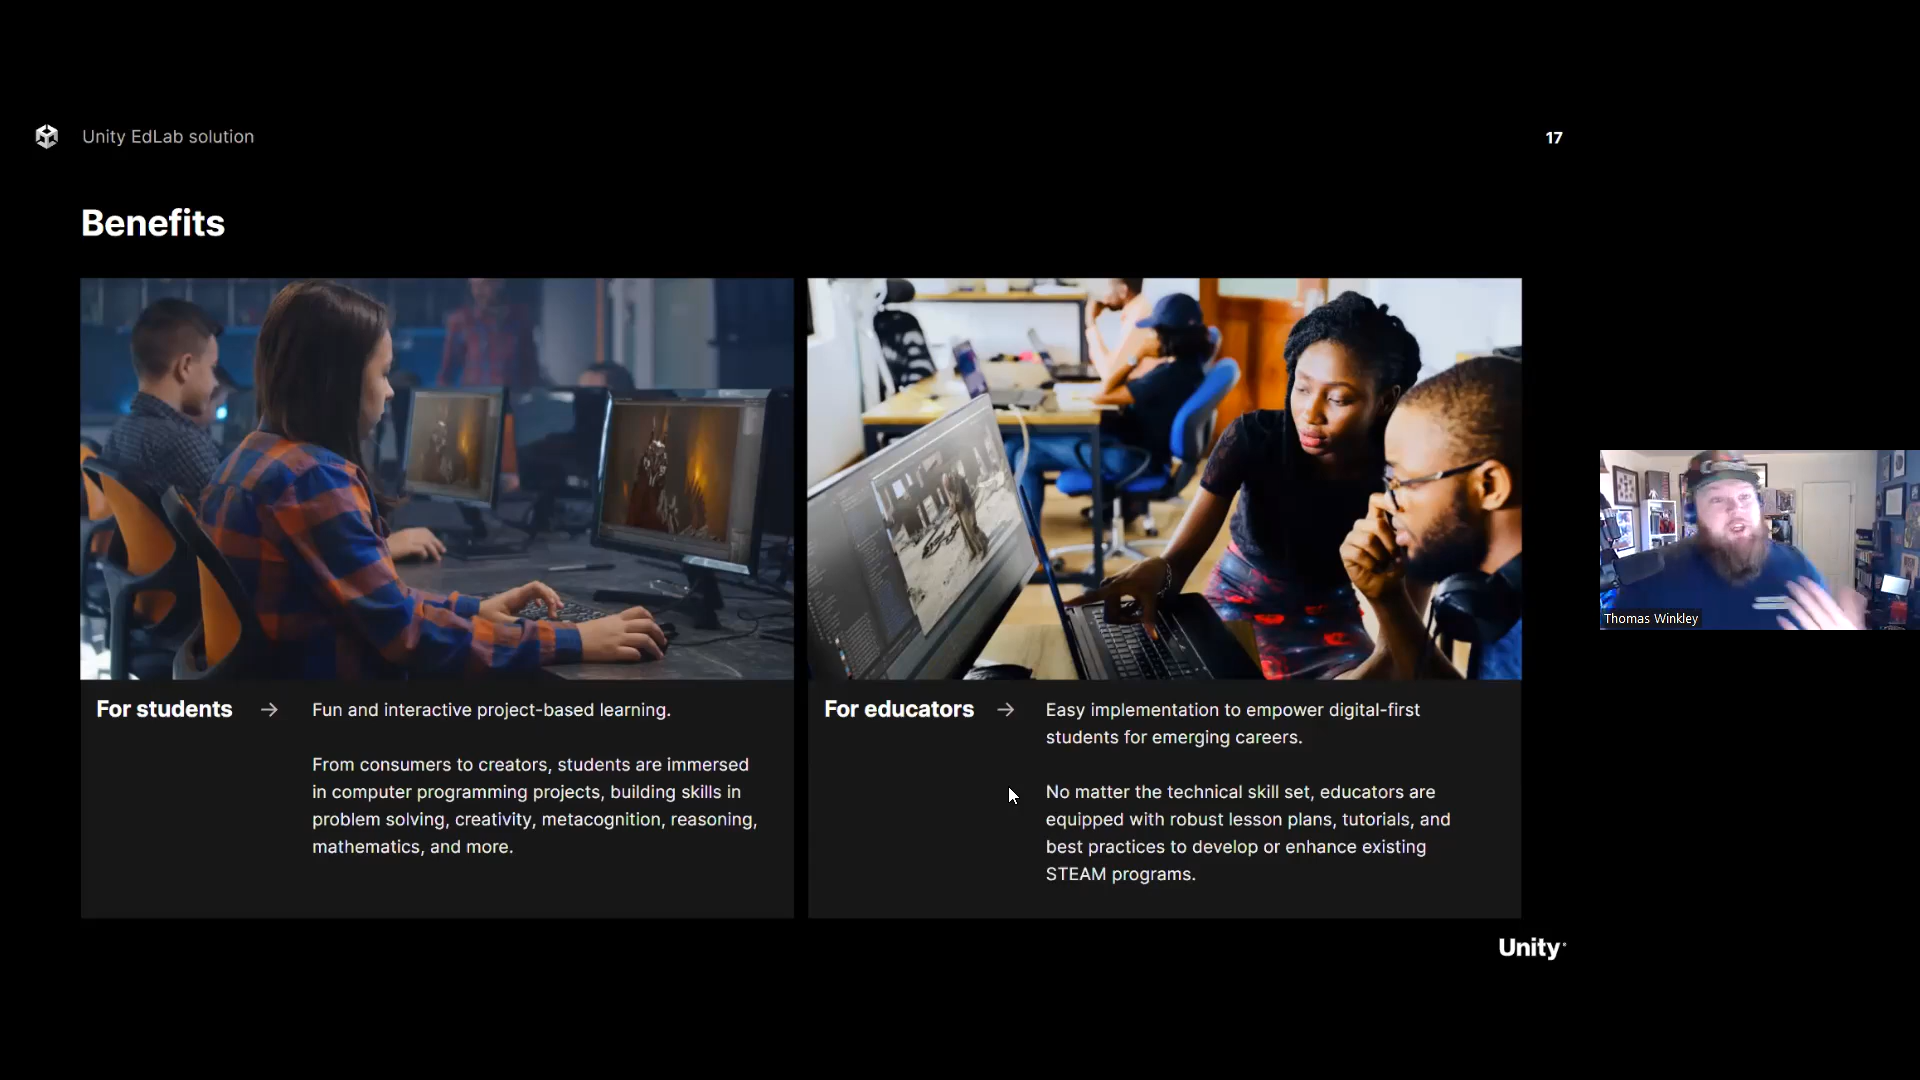 Unity EdLab solution
17
Benefits
For students →
Fun and interactive project-based learning.
From consumers to creators, students are immersed
in computer programming projects, building skills in
problem solving, creativity, metacognition, reasoning,
mathematics, and more.
For educators →
Easy implementation to empower digital-first
students for emerging careers.
No matter the technical skill set, educators are
equipped with robust lesson plans, tutorials, and
best practices to develop or enhance existing
STEAM programs.
Unity
Thomas Winkley